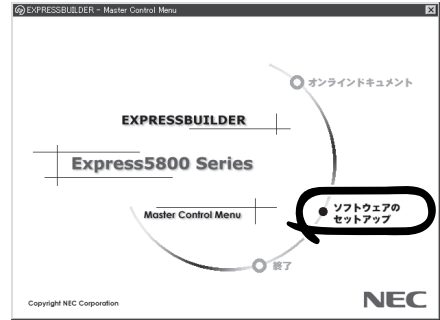 EXPRESSBUILDER - Master Control Menu
オンラインドキュメント
EXPRESSBUILDER
Express5800 Series
Master Control Menu
ソフトウェアの
セットアップ
終了
Copyright NEC Corporation
NEC